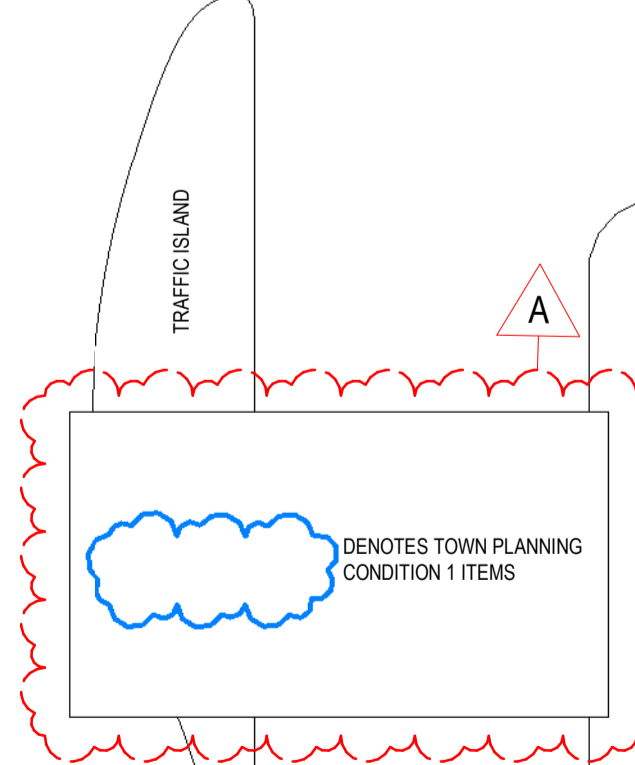 TRAFFIC ISLAND
A
DENOTES TOWN PLANNING
CONDITION 1 ITEMS